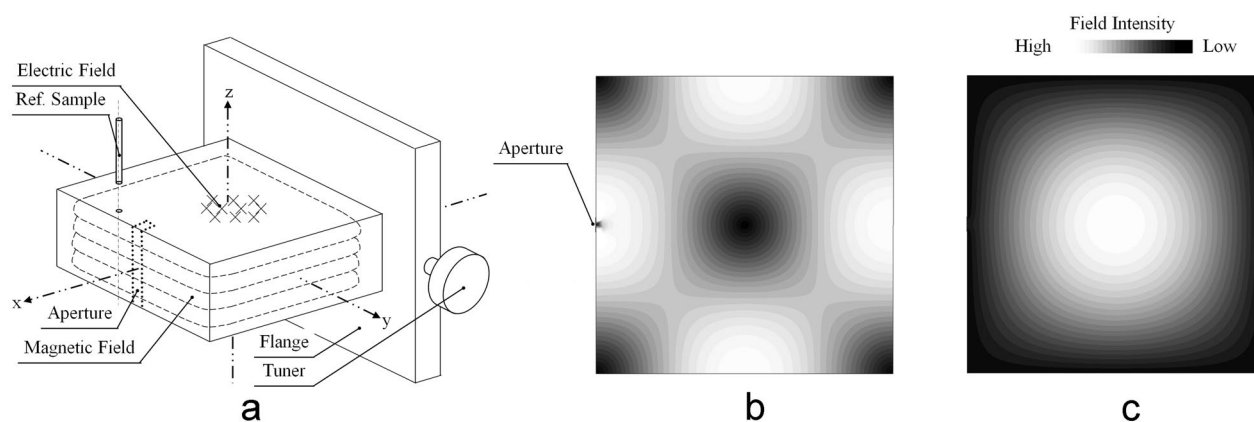 Electric Field
Ref. Sample
z
x
Aperture
Magnetic Field
y
Flange
Tuner
a
Aperture
b
Field Intensity
High Low
c